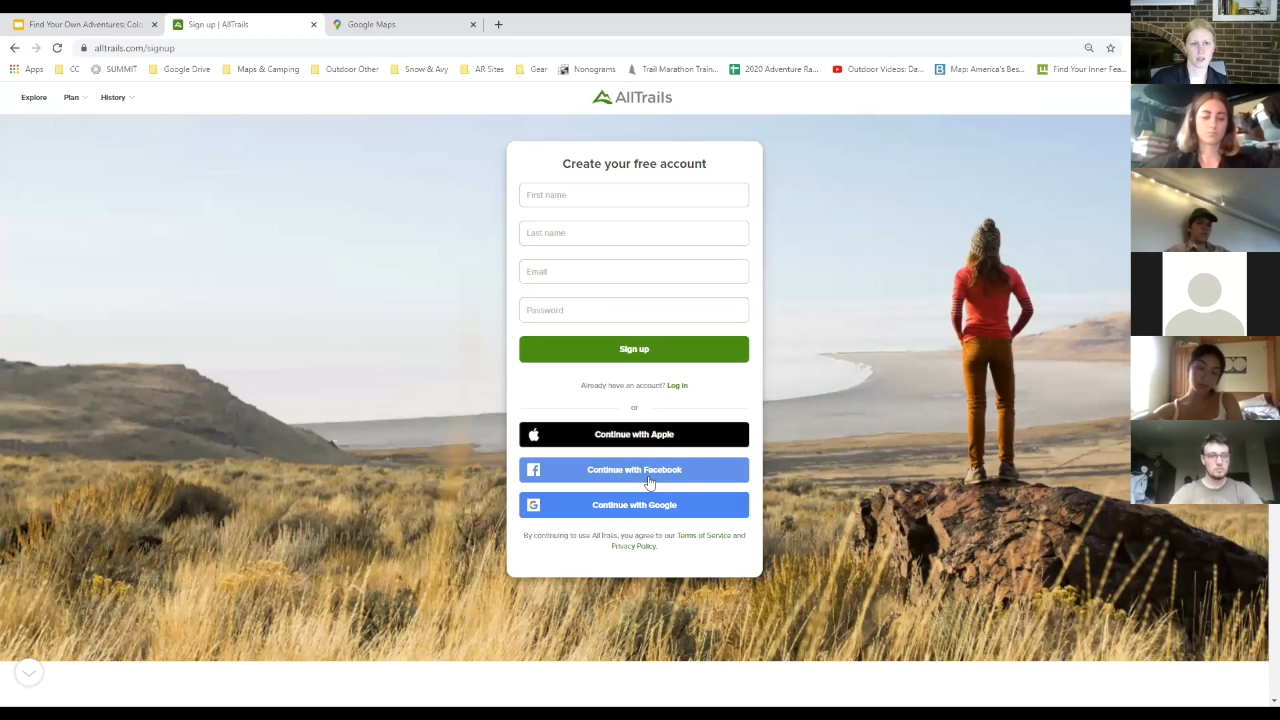 Find Your Own Adventures: Colo
Sign up | AllTrails
Google Maps
alltrails.com/signup
Apps
CC
SUMMIT
Google Drive
Maps & Camping
Outdoor Other
Snow & Avy
AR Sites
Nonograms
Trail Marathon Train...
2020 Adventure Ra...
Outdoor Videos: Da...
North America's Bes...
Find Your Inner Fea...
Explore
Plan
History
AllTrails
Create your free account
First name
Last name
Email
Password
Sign up
Already have an account? Log in
or
Continue with Apple
Continue with Facebook
Continue with Google
By continuing to use AllTrails, you agree to our Terms of Service and
Privacy Policy.